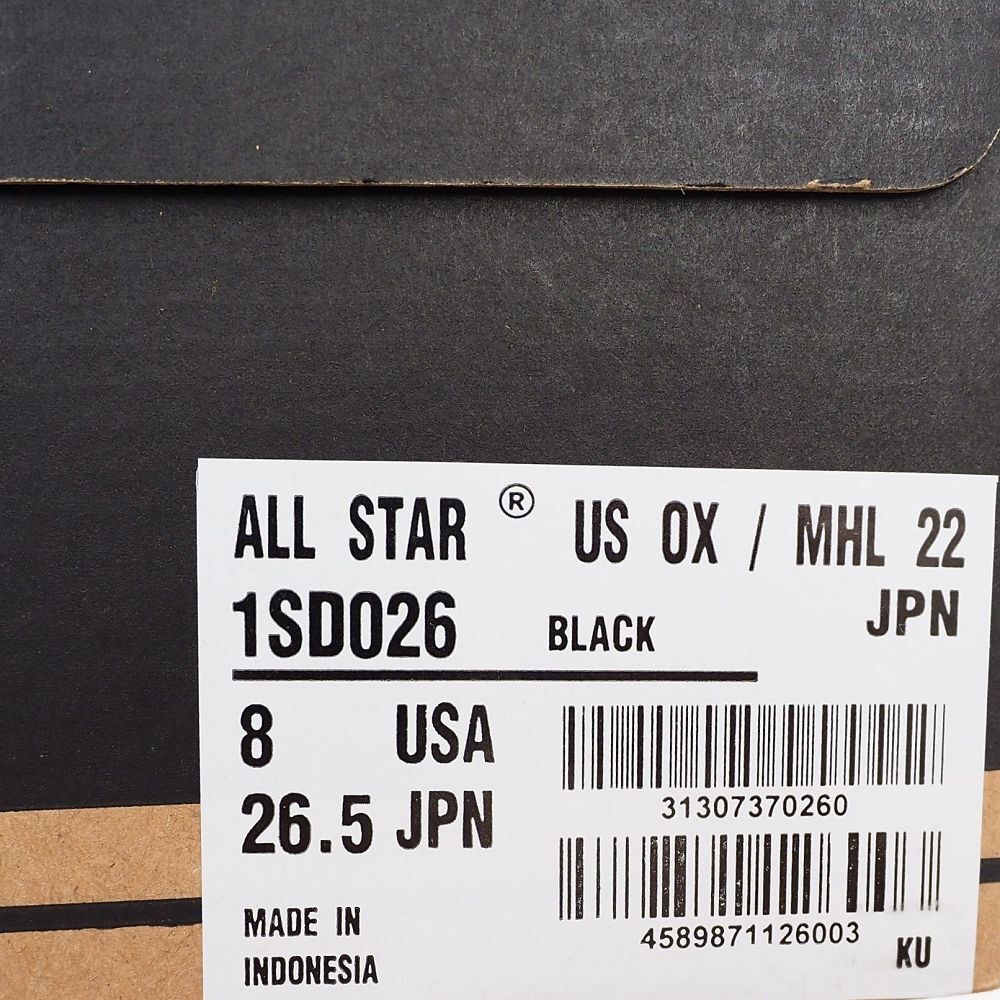 ALL STAR ® US OX / MHL 22
1SD026 BLACK JPN
8 USA
26.5 JPN
31307370260
4589871126003
MADE IN
INDONESIA
KU